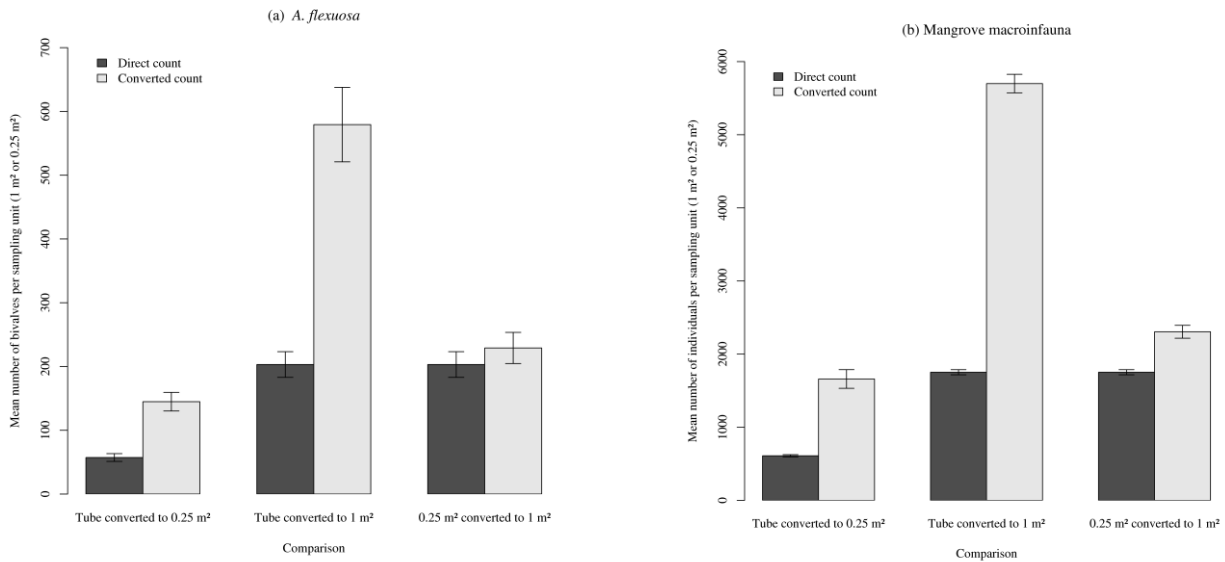 (a) A. flexuosa
Direct count
Converted count
Mean number of bivalves per sampling unit (1 m² or 0.25 m²)
700
600
500
400
300
200
100
0
Tube converted to 0.25 m²
Tube converted to 1 m²
0.25 m² converted to 1 m²
Comparison
(b) Mangrove macroinfauna
Direct count
Converted count
Mean number of individuals per sampling unit (1 m² or 0.25 m²)
6000
5000
4000
3000
2000
1000
0
Tube converted to 0.25 m²
Tube converted to 1 m²
0.25 m² converted to 1 m²
Comparison